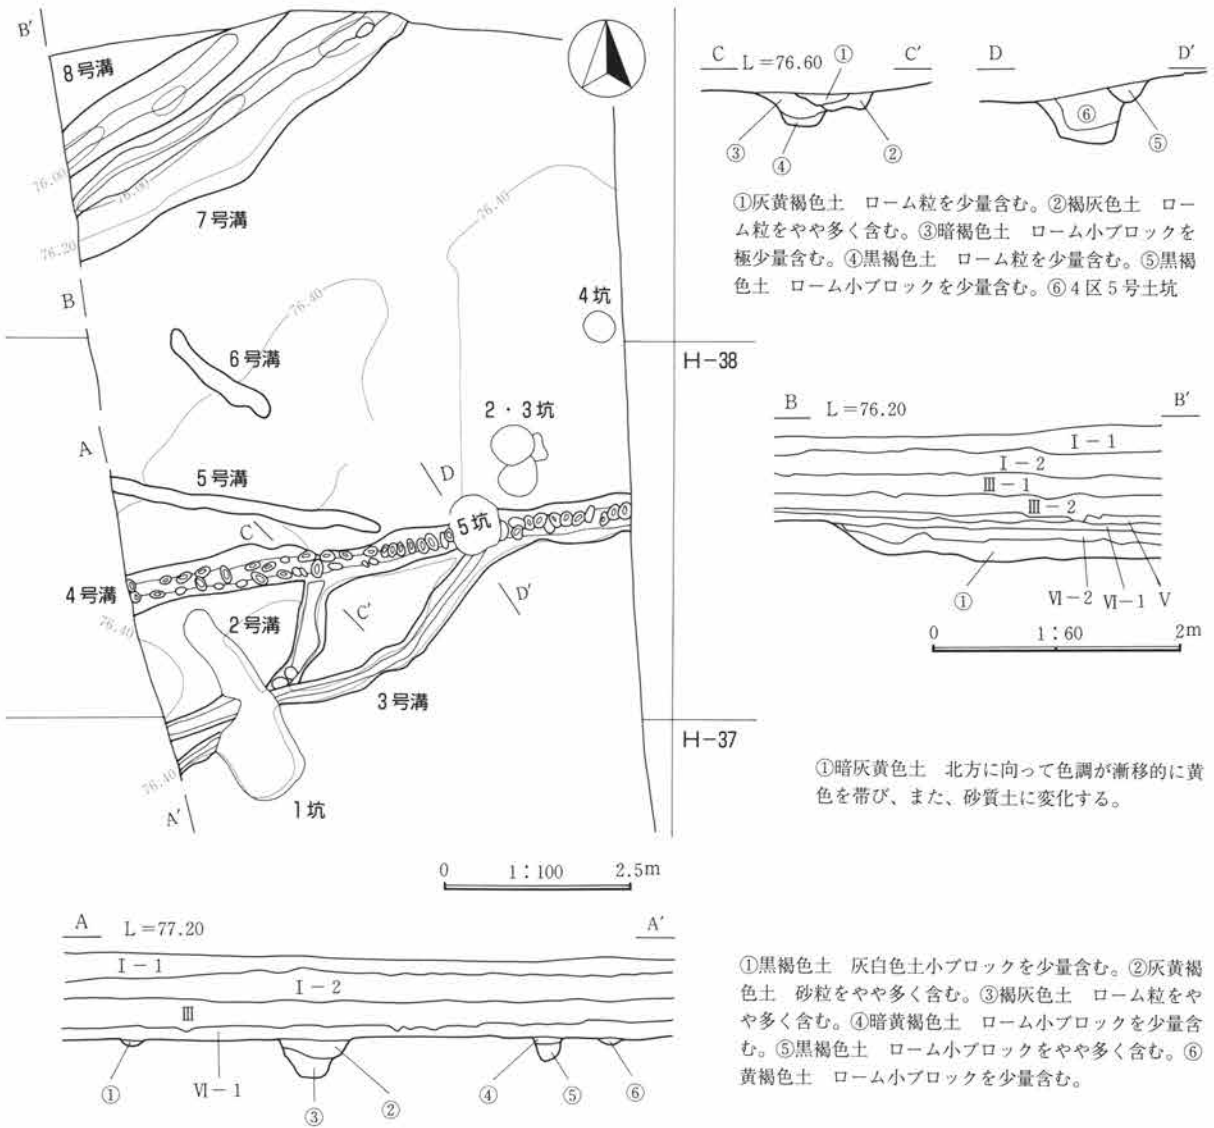 B′
8号溝
76.00
76.00
7号溝
76.20
B
76.40
76.40
4坑
H-38
6号溝
2・3坑
A
5号溝
D
C
5坑
4号溝
C′
D′
2号溝
76.40
3号溝
H-37
76.40
A′
1坑
0 1：100 2.5m
C L＝76.60 ① C′
③ ④ ②
D D′
⑥ ⑤
①灰黄褐色土　ローム粒を少量含む。②褐灰色土　ロー
ム粒をやや多く含む。③暗褐色土　ローム小ブロックを
極少量含む。④黒褐色土　ローム粒を少量含む。⑤黒褐
色土　ローム小ブロックを少量含む。⑥4区5号土坑
B L＝76.20 B′
Ⅰ-1
Ⅰ-2
Ⅲ-1
Ⅲ-2
① Ⅵ-2 Ⅵ-1 Ⅴ
0 1：60 2m
①暗灰黄色土　北方に向って色調が漸移的に黄
色を帯び、また、砂質土に変化する。
A L＝77.20 A′
Ⅰ-1
Ⅰ-2
Ⅲ
① Ⅵ-1 ③ ② ④ ⑤ ⑥
①黒褐色土　灰白色土小ブロックを少量含む。②灰黄褐
色土　砂粒をやや多く含む。③褐灰色土　ローム粒をや
や多く含む。④暗黄褐色土　ローム小ブロックを少量含
む。⑤黒褐色土　ローム小ブロックをやや多く含む。⑥
黄褐色土　ローム小ブロックを少量含む。